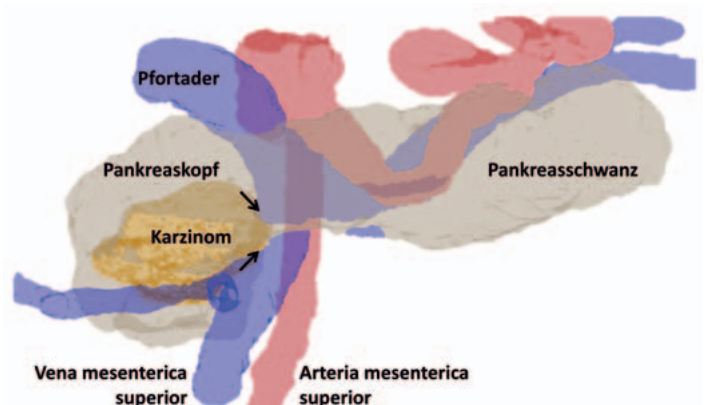 Pfortader
Pankreaskopf
Pankreasschwanz
Karzinom
Vena mesenterica
superior
Arteria mesenterica
superior